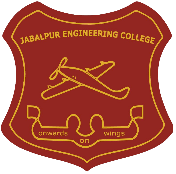 JABALPUR ENGINEERING COLLEGE
onwards on wings